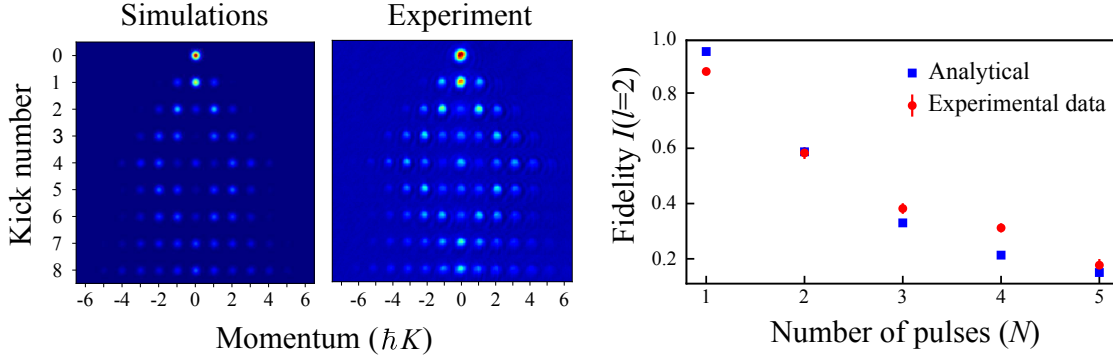 Simulations
Experiment
Kick number
0
1
2
3
4
5
6
7
8
-6 -4 -2 0 2 4 6
-6 -4 -2 0 2 4 6
Momentum (ℏK)
Fidelity I(l=2)
1.0
0.8
0.6
0.4
0.2
Analytical
Experimental data
1 2 3 4 5
Number of pulses (N)